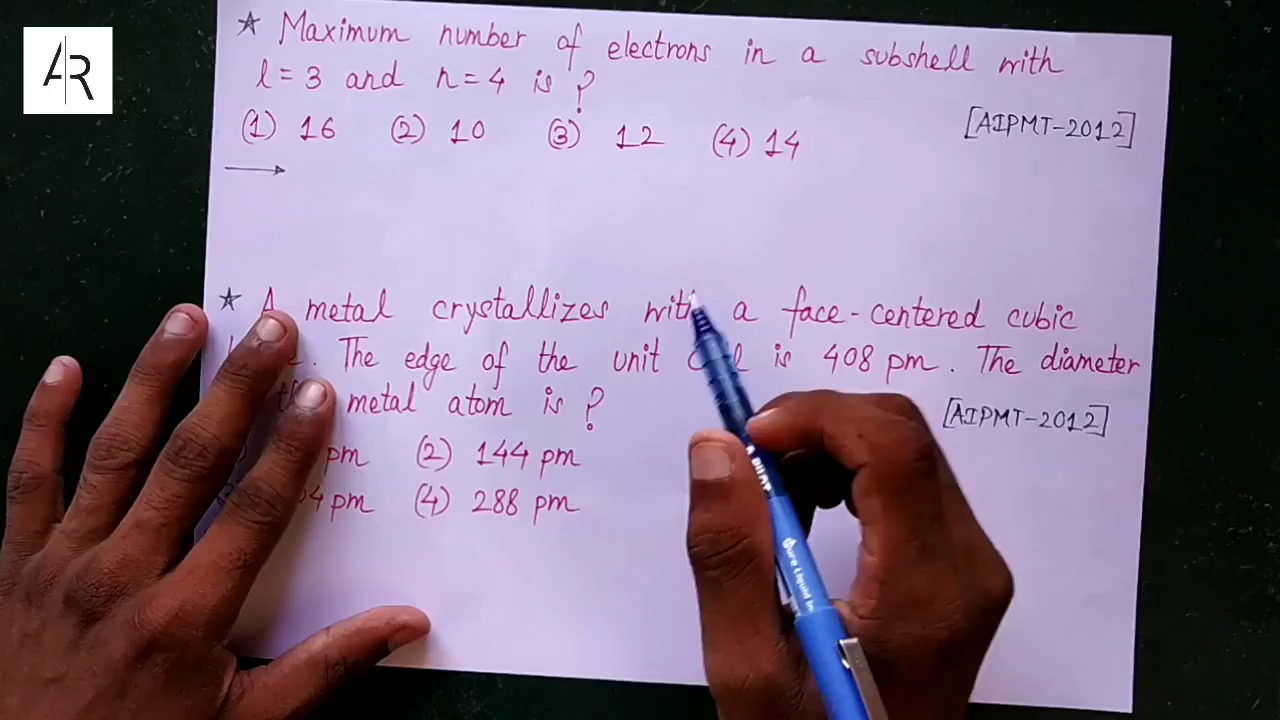 AR
★ Maximum number of electrons in a subshell with
l = 3 and n = 4 is ?
(1) 16 (2) 10 (3) 12 (4) 14
[AIPMT-2012]
★ A metal crystallizes with a face-centered cubic
. The edge of the unit is 408 pm. The diameter
metal atom is ?
[AIPMT-2012]
pm (2) 144 pm
pm (4) 288 pm